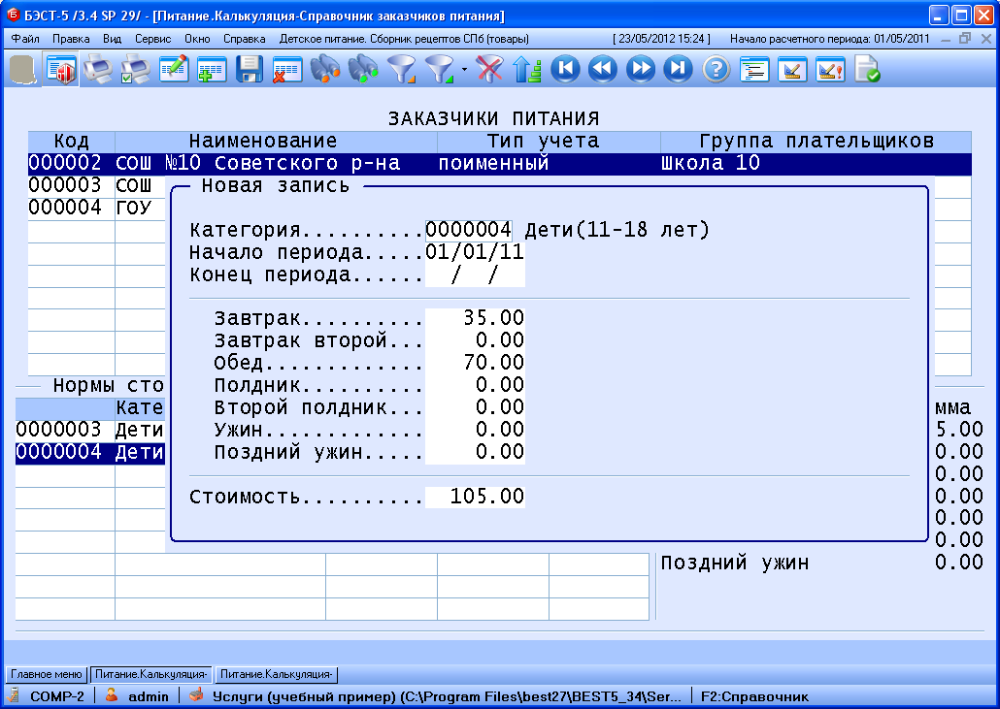 БЭСТ-5 /3.4 SP 29/ - [Питание.Калькуляция-Справочник заказчиков питания]
Файл Правка Вид Сервис Окно Справка Детское питание. Сборник рецептов СПб (товары) [ 23/05/2012 15:24 ] Начало расчетного периода: 01/05/2011
ЗАКАЗЧИКИ ПИТАНИЯ
Код Наименование Тип учета Группа плательщиков
000002 СОШ №10 Советского р-на поименный Школа 10
000003 СОШ
000004 ГОУ
Новая запись
Категория..........0000004 Дети(11-18 лет)
Начало периода.....01/01/11
Конец периода...... / /
Завтрак.......... 35.00
Завтрак второй... 0.00
Обед............. 70.00
Полдник.......... 0.00
Второй полдник... 0.00
Ужин............. 0.00
Поздний ужин..... 0.00
Стоимость.......... 105.00
Нормы сто
Кате мма
0000003 Дети 5.00
0000004 Дети 0.00
0.00
0.00
0.00
0.00
Поздний ужин 0.00
Главное меню Питание.Калькуляция- Питание.Калькуляция-
COMP-2 admin Услуги (учебный пример) (C:\Program Files\best27\BEST5_34\Ser... F2:Справочник